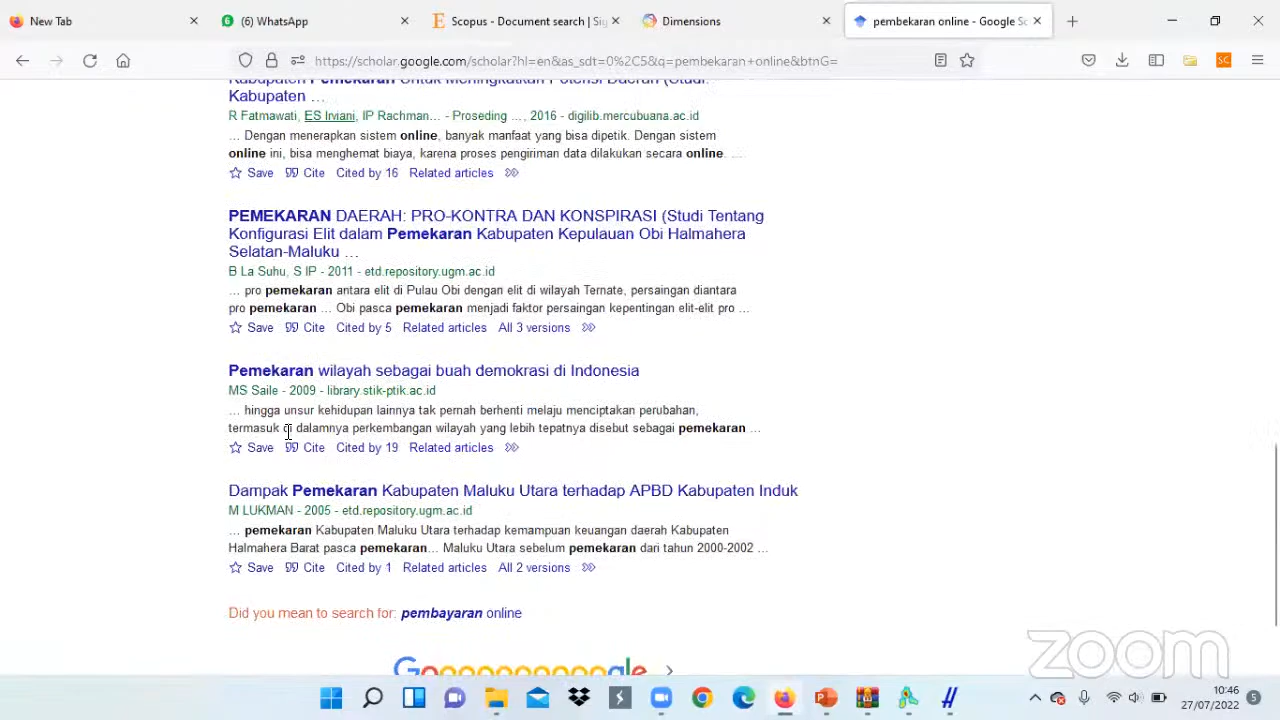 New Tab
(6) WhatsApp
Scopus - Document search | Sig
Dimensions
pembekaran online - Google Sc
https://scholar.google.com/scholar?hl=en&as_sdt=0%2C5&q=pembekaran+online&btnG=
Kabupaten Pemekaran Untuk Meningkatkan Potensi Daerah (Studi:
Kabupaten …
R Fatmawati, ES Irviani, IP Rachman… - Proseding …, 2016 - digilib.mercubuana.ac.id
… Dengan menerapkan sistem online, banyak manfaat yang bisa dipetik. Dengan sistem
online ini, bisa menghemat biaya, karena proses pengiriman data dilakukan secara online. …
Save Cite Cited by 16 Related articles
PEMEKARAN DAERAH: PRO-KONTRA DAN KONSPIRASI (Studi Tentang
Konfigurasi Elit dalam Pemekaran Kabupaten Kepulauan Obi Halmahera
Selatan-Maluku …
B La Suhu, S IP - 2011 - etd.repository.ugm.ac.id
… pro pemekaran antara elit di Pulau Obi dengan elit di wilayah Ternate, persaingan diantara
pro pemekaran … Obi pasca pemekaran menjadi faktor persaingan kepentingan elit-elit pro …
Save Cite Cited by 5 Related articles All 3 versions
Pemekaran wilayah sebagai buah demokrasi di Indonesia
MS Saile - 2009 - library.stik-ptik.ac.id
… hingga unsur kehidupan lainnya tak pernah berhenti melaju menciptakan perubahan,
termasuk di dalamnya perkembangan wilayah yang lebih tepatnya disebut sebagai pemekaran …
Save Cite Cited by 19 Related articles
Dampak Pemekaran Kabupaten Maluku Utara terhadap APBD Kabupaten Induk
M LUKMAN - 2005 - etd.repository.ugm.ac.id
… pemekaran Kabupaten Maluku Utara terhadap kemampuan keuangan daerah Kabupaten
Halmahera Barat pasca pemekaran… Maluku Utara sebelum pemekaran dari tahun 2000-2002 …
Save Cite Cited by 1 Related articles All 2 versions
Did you mean to search for: pembayaran online
Goooooooooogle
zoom
10:46
27/07/2022
5